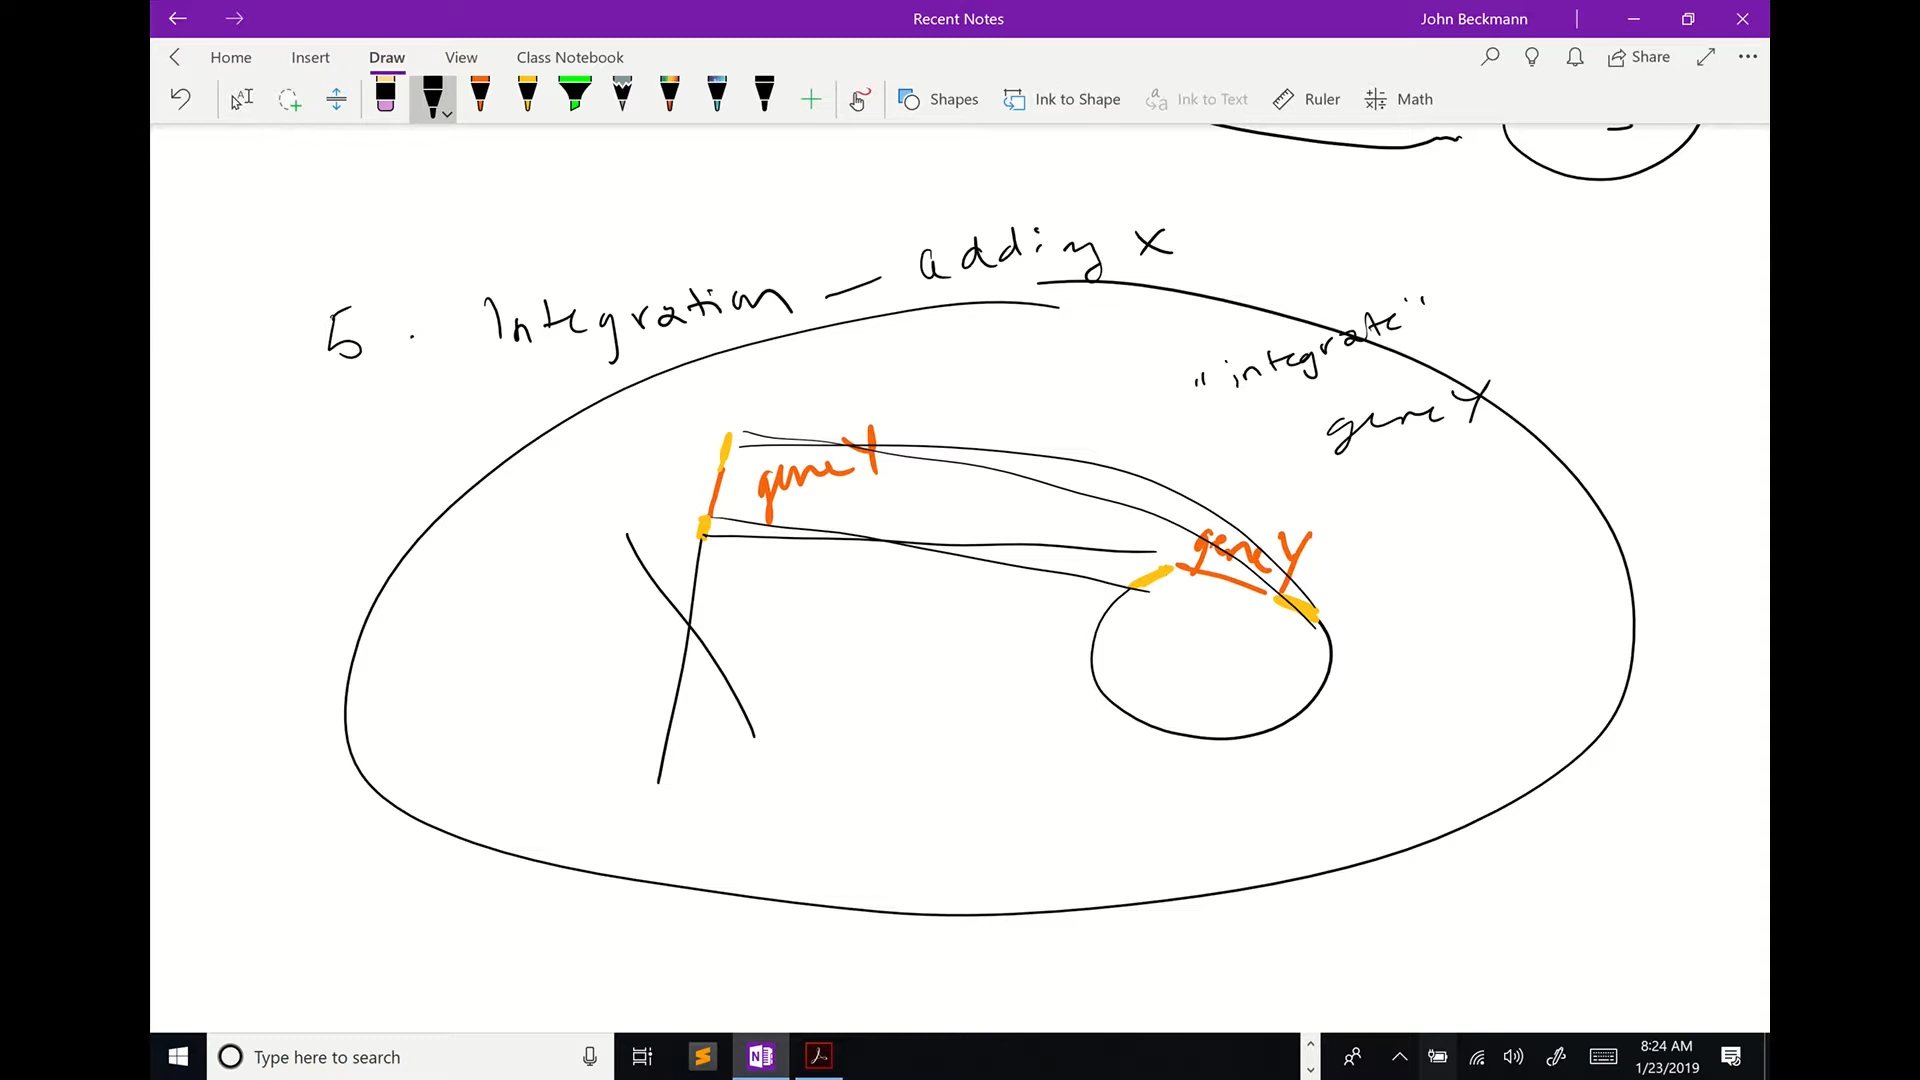 Recent Notes
John Beckmann
Home Insert Draw View Class Notebook
Share
Shapes Ink to Shape Ink to Text Ruler Math
5. Integration — adding X
"integrate"
gene Y
gene Y
gene Y
Type here to search
8:24 AM
1/23/2019